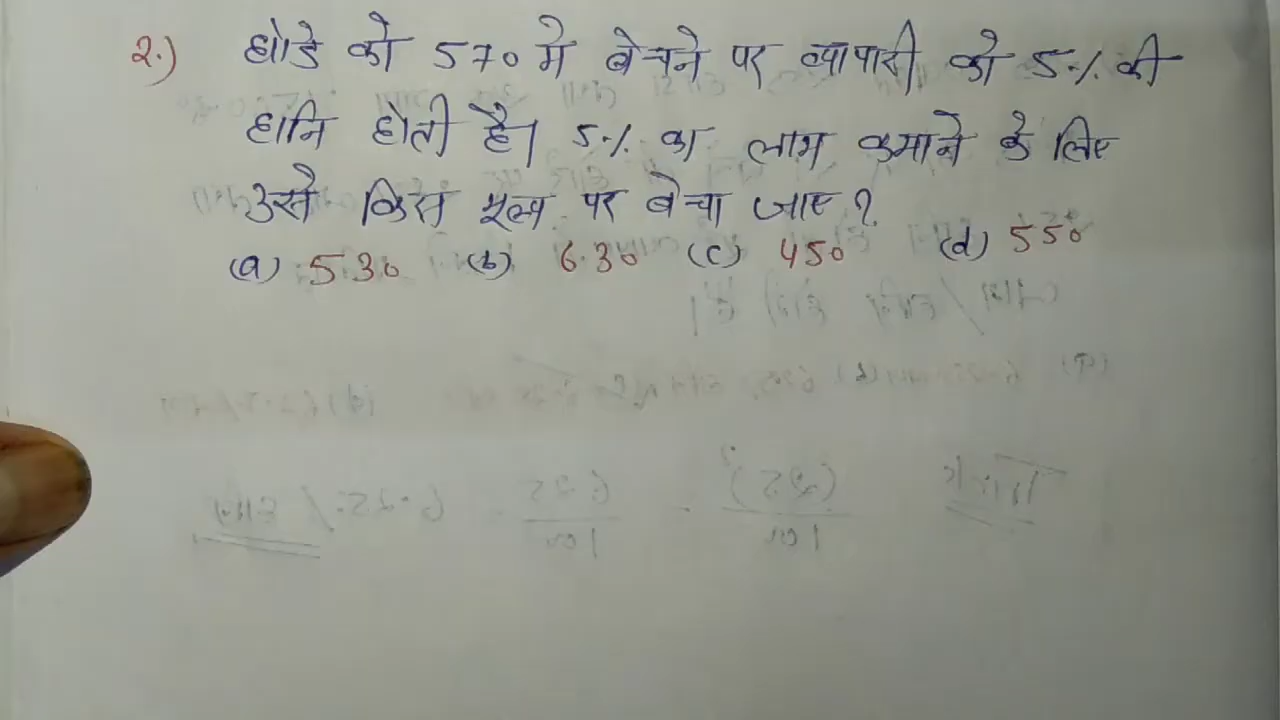 2.) घोडे को 570 मे बेचने पर व्यापारी को 5% की
हानि होती है। 5% का लाभ कमाने के लिए
उसे किस मूल्य पर बेचा जाए ?
(a) 530 (b) 630 (c) 450 (d) 550